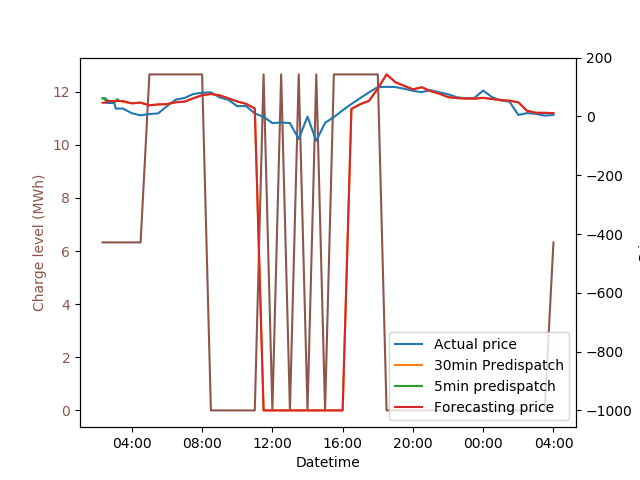 12
10
8
6
4
2
0
Charge level (MWh)
200
0
−200
−400
−600
−800
−1000
Actual price
30min Predispatch
5min predispatch
Forecasting price
04:00 08:00 12:00 16:00 20:00 00:00 04:00
Datetime